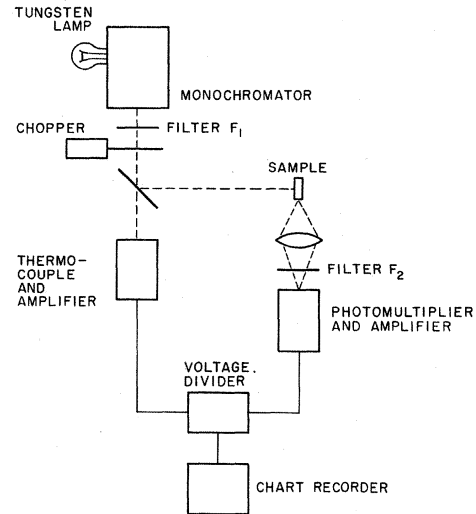 TUNGSTEN
LAMP
MONOCHROMATOR
CHOPPER
FILTER F1
SAMPLE
THERMO-
COUPLE
AND
AMPLIFIER
FILTER F2
PHOTOMULTIPLIER
AND AMPLIFIER
VOLTAGE.
DIVIDER
CHART RECORDER